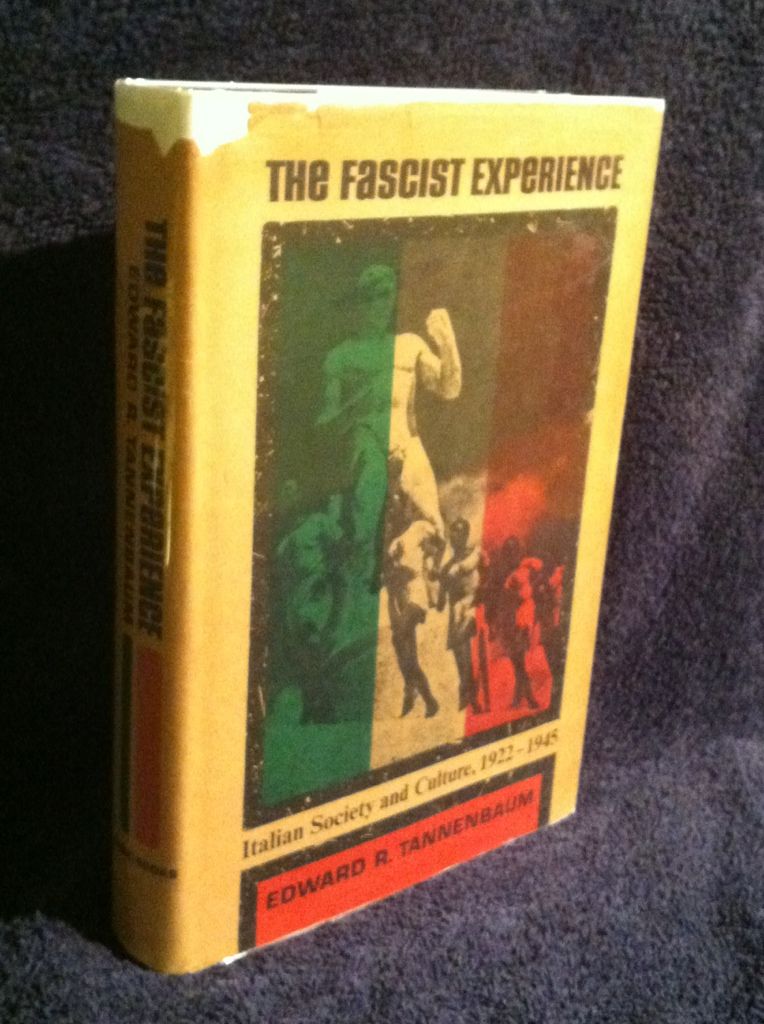 THE FASCIST EXPERIENCE
Italian Society and Culture, 1922-1945
EDWARD R. TANNENBAUM
THE FASCIST EXPERIENCE
EDWARD R. TANNENBAUM